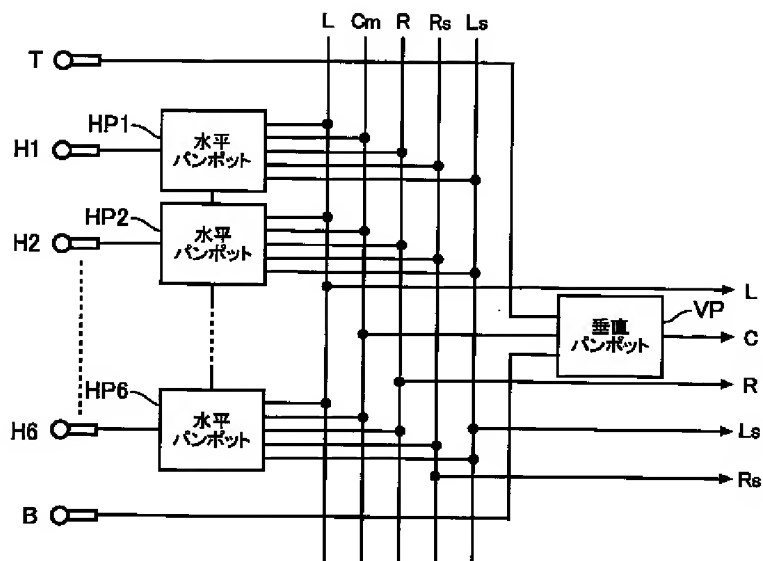 L Cm R Rs Ls
T
HP1
水平
パンポット
H1
HP2
水平
パンポット
H2
L
VP
垂直
パンポット
C
R
HP6
水平
パンポット
H6
Ls
Rs
B